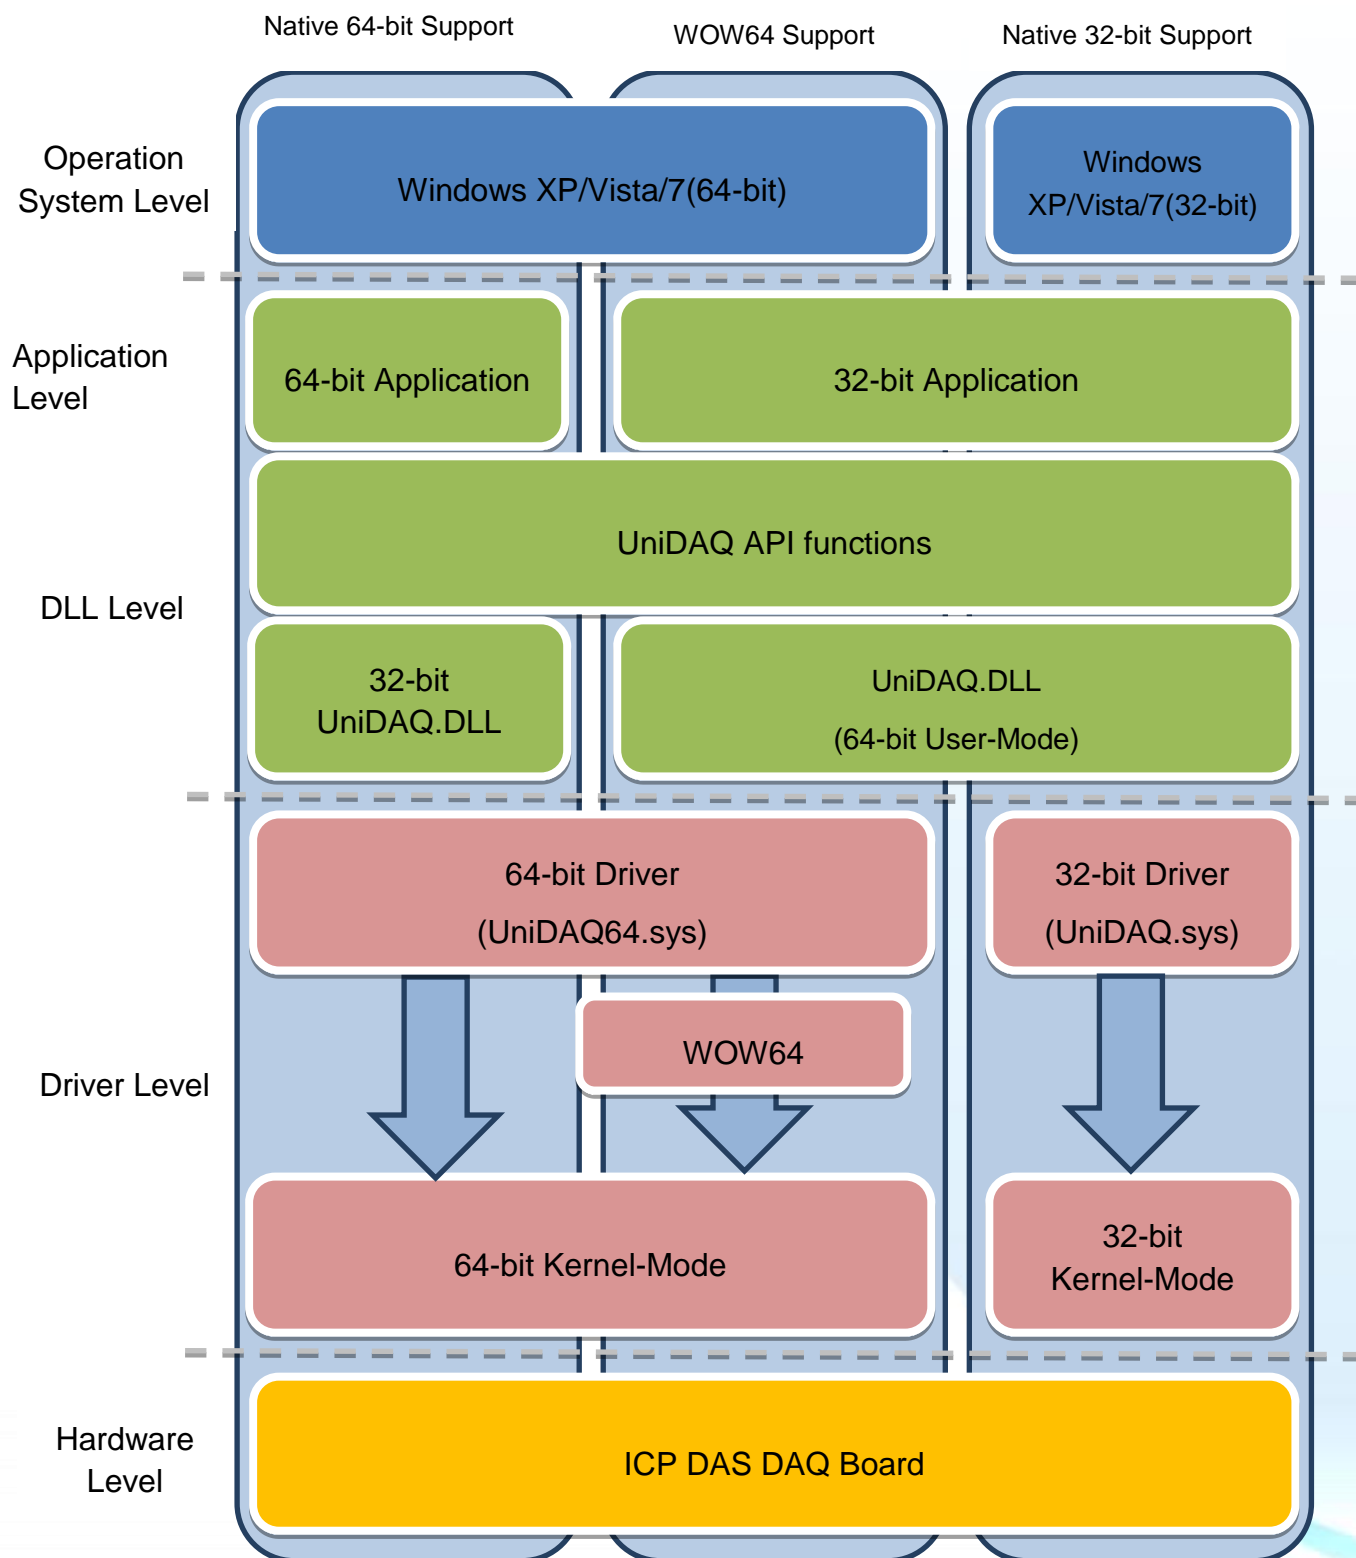 Native 64-bit Support
WOW64 Support
Native 32-bit Support
Operation
System Level
Windows XP/Vista/7(64-bit)
Windows
XP/Vista/7(32-bit)
Application
Level
64-bit Application
32-bit Application
UniDAQ API functions
DLL Level
32-bit
UniDAQ.DLL
UniDAQ.DLL
(64-bit User-Mode)
64-bit Driver
(UniDAQ64.sys)
32-bit Driver
(UniDAQ.sys)
WOW64
Driver Level
64-bit Kernel-Mode
32-bit
Kernel-Mode
Hardware
Level
ICP DAS DAQ Board